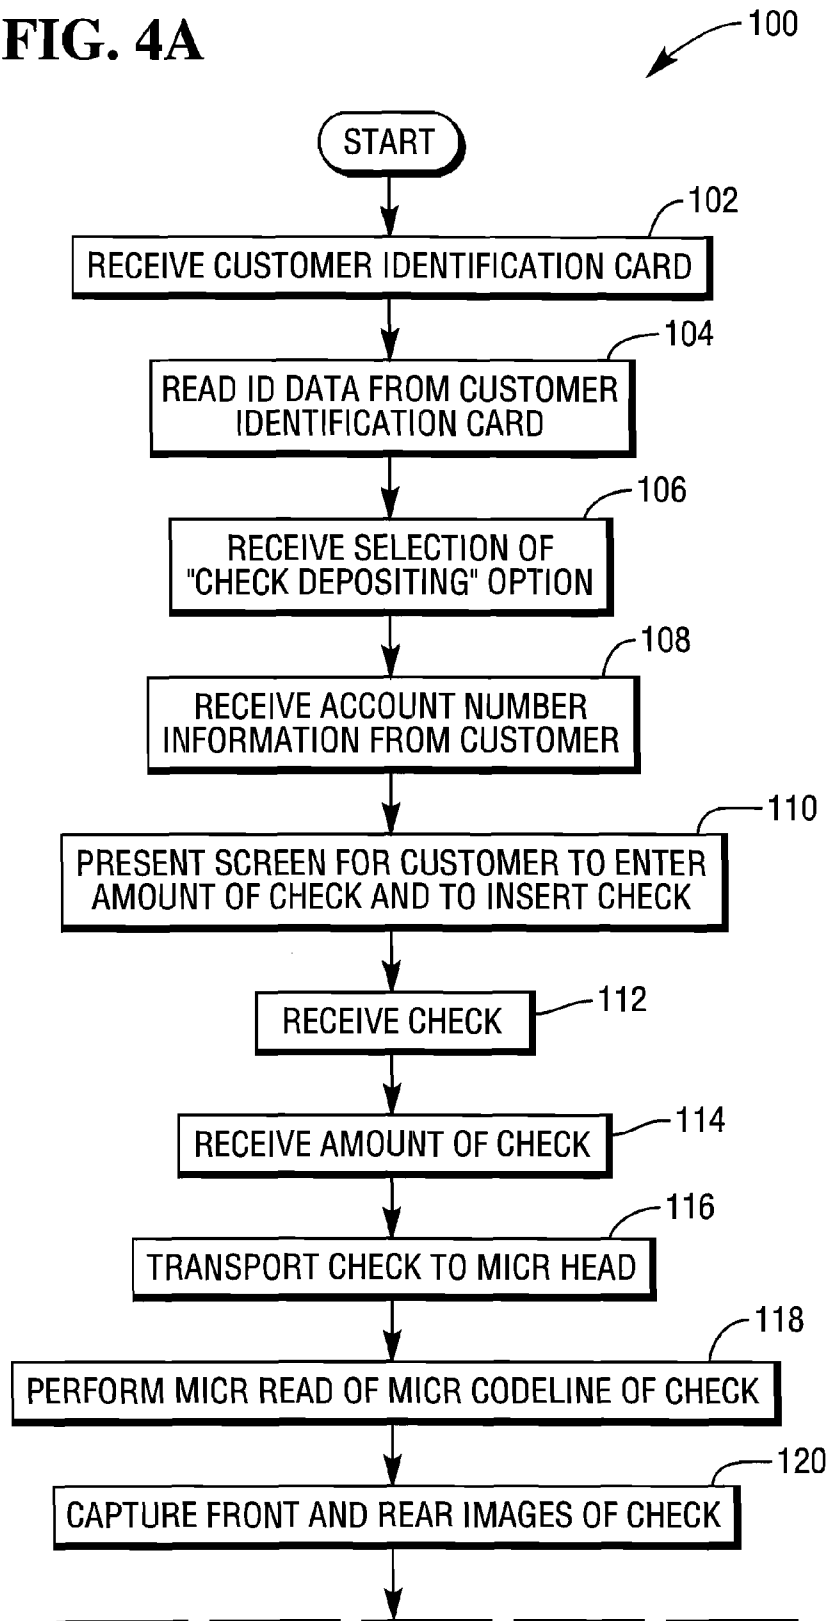 FIG. 4A
100
START
102
RECEIVE CUSTOMER IDENTIFICATION CARD
104
READ ID DATA FROM CUSTOMER
IDENTIFICATION CARD
106
RECEIVE SELECTION OF
"CHECK DEPOSITING" OPTION
108
RECEIVE ACCOUNT NUMBER
INFORMATION FROM CUSTOMER
110
PRESENT SCREEN FOR CUSTOMER TO ENTER
AMOUNT OF CHECK AND TO INSERT CHECK
112
RECEIVE CHECK
114
RECEIVE AMOUNT OF CHECK
116
TRANSPORT CHECK TO MICR HEAD
118
PERFORM MICR READ OF MICR CODELINE OF CHECK
120
CAPTURE FRONT AND REAR IMAGES OF CHECK